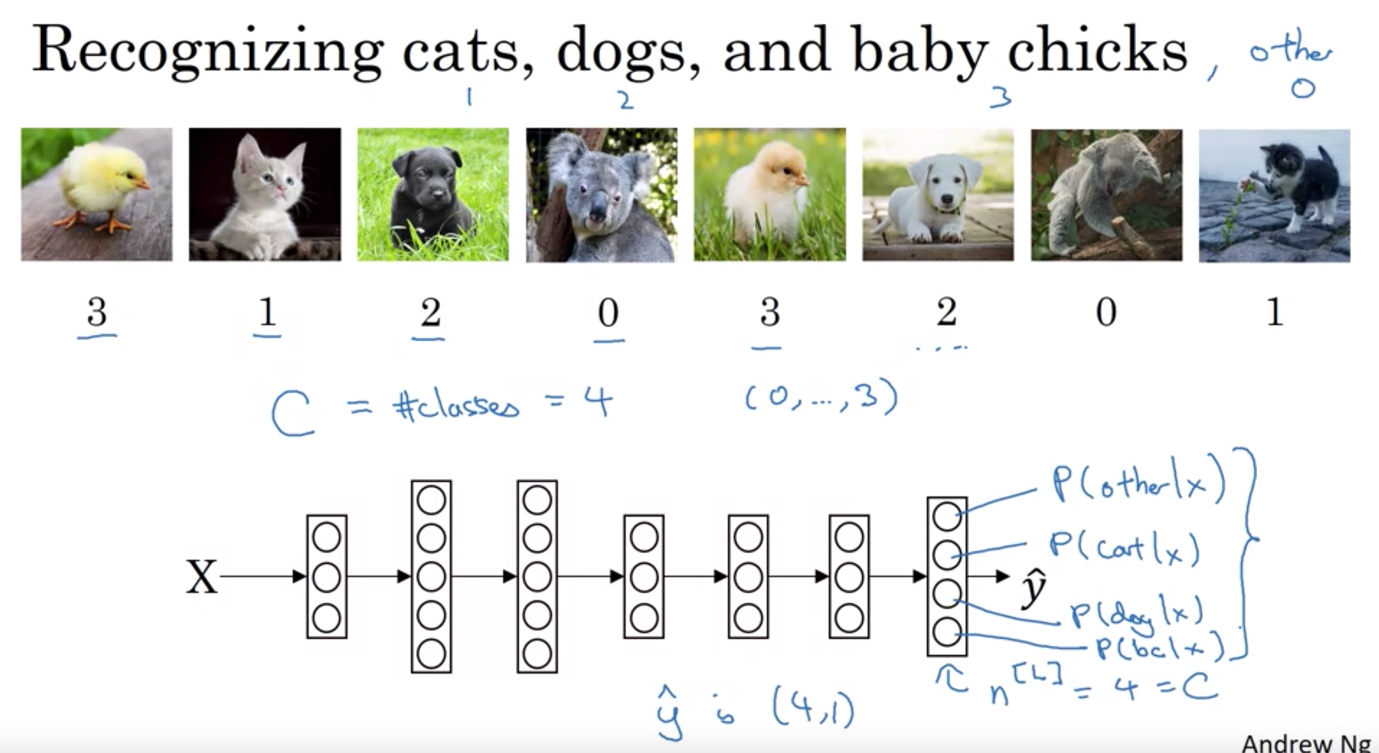 Recognizing cats, dogs, and baby chicks , other
1 2 3 0
3 1 2 0 3 2 0 1
C = #classes = 4 (0,...,3)
P(other|x)
P(cat|x)
X ŷ
P(dog|x)
P(bc|x)
n[L] = 4 = C
ŷ is (4,1)
Andrew Ng